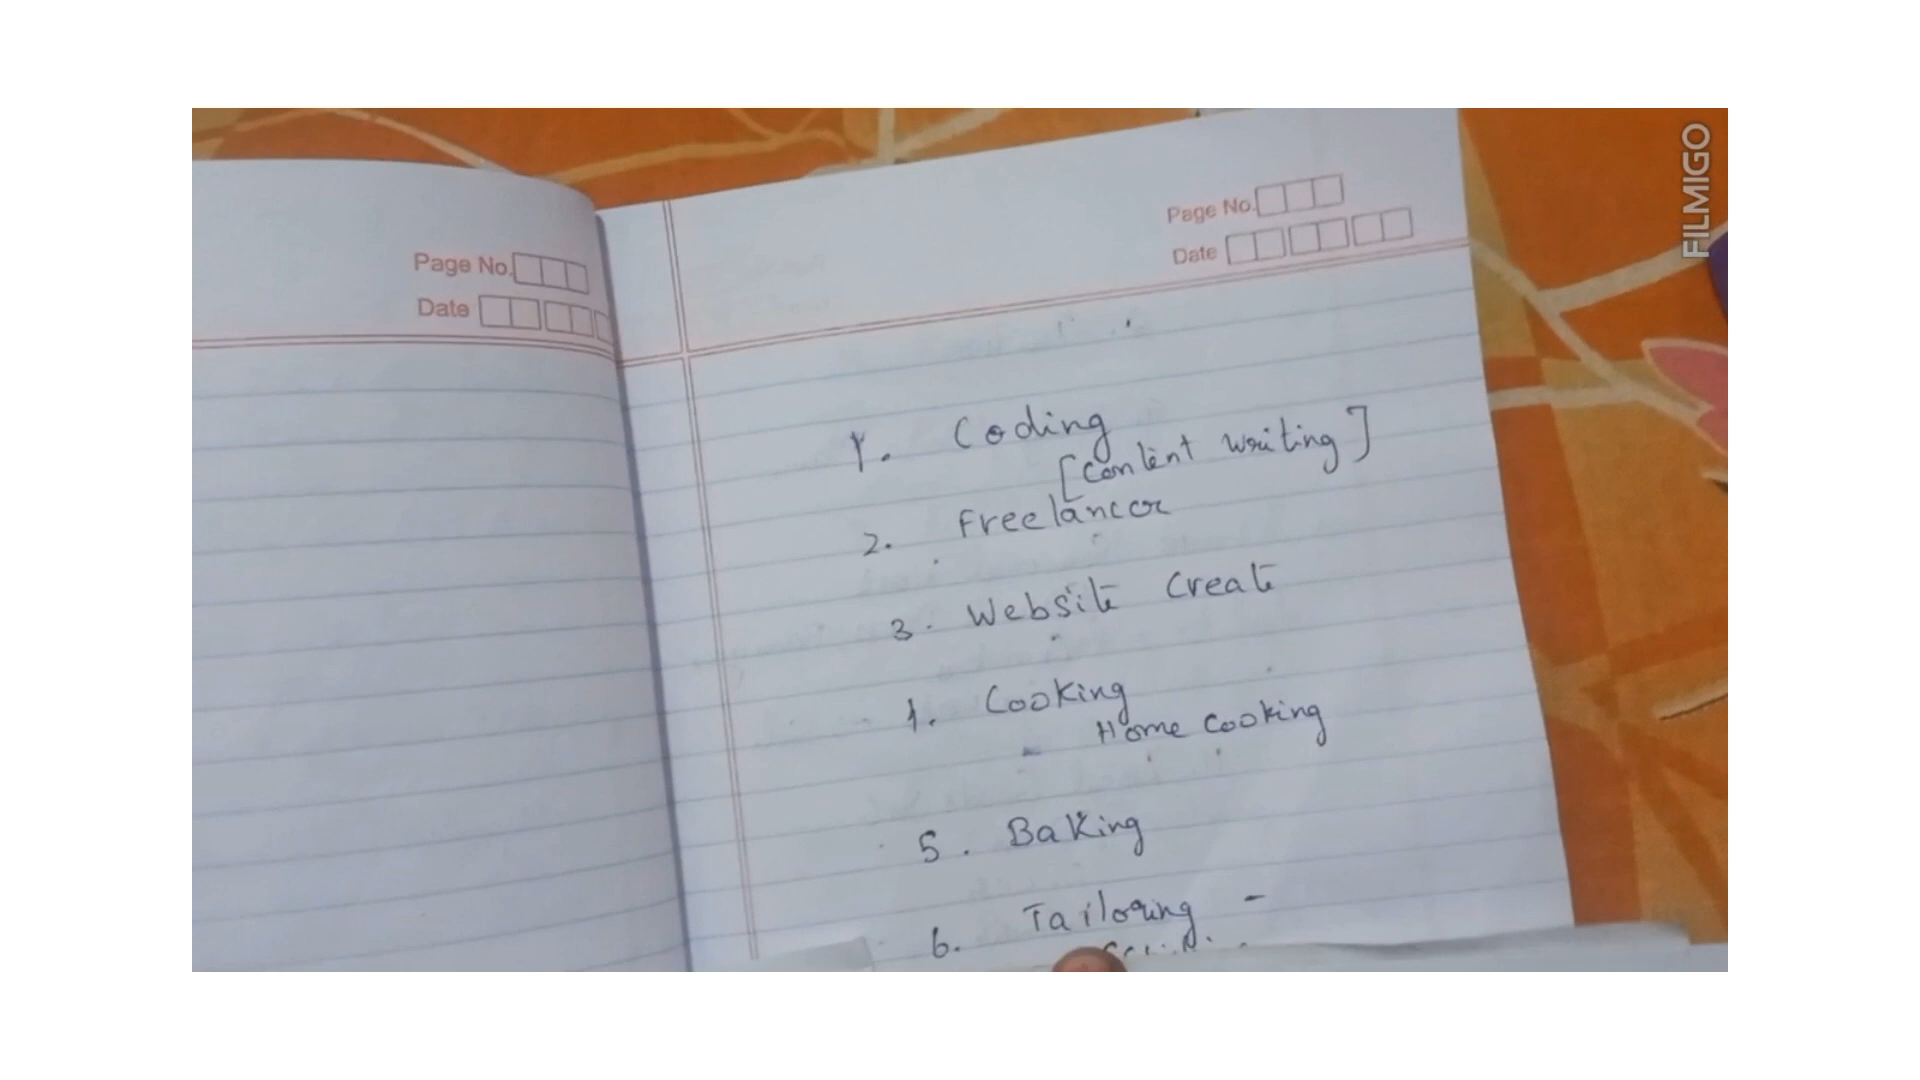 Page No.
Date
Page No.
Date
1. Coding
[Content writing]
2. Freelancer
3. Website Create
1. Cooking
- Home cooking
5. Baking
6. Tailoring -
FILMIGO